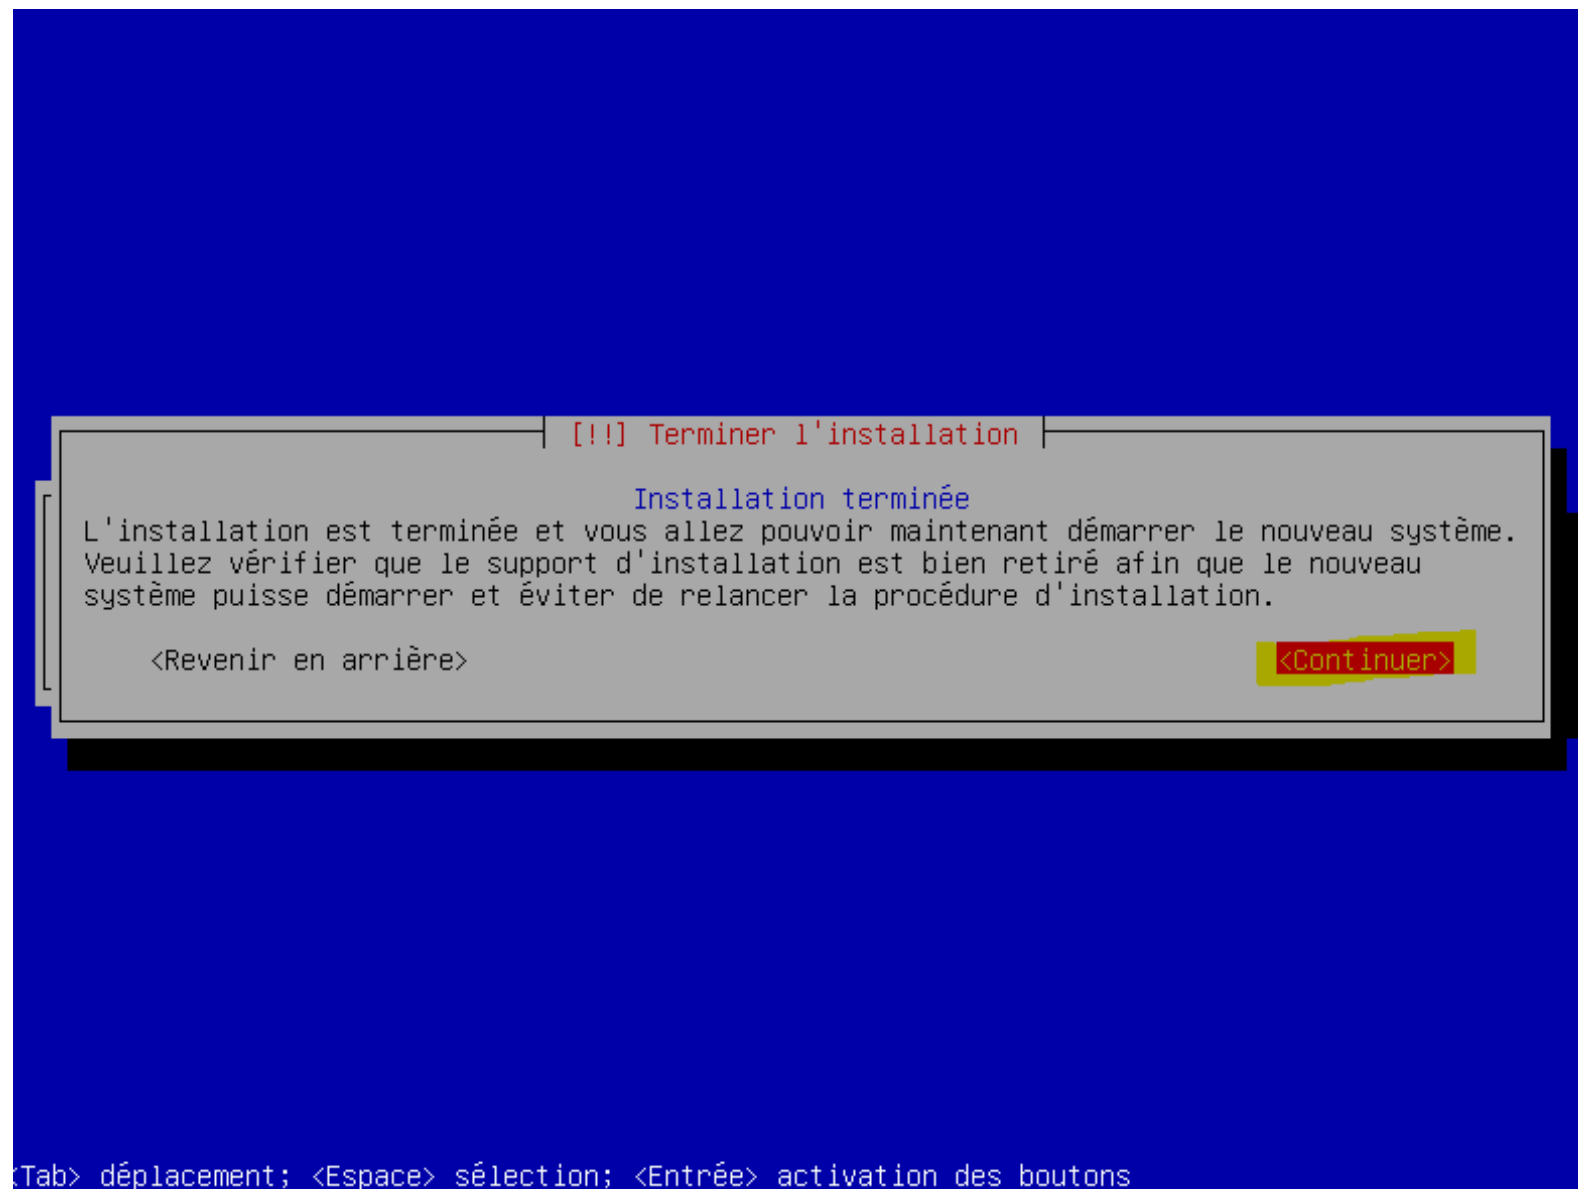 [!!] Terminer l'installation
Installation terminée
L'installation est terminée et vous allez pouvoir maintenant démarrer le nouveau système.
Veuillez vérifier que le support d'installation est bien retiré afin que le nouveau
système puisse démarrer et éviter de relancer la procédure d'installation.
<Revenir en arrière> <Continuer>
<Tab> déplacement; <Espace> sélection; <Entrée> activation des boutons